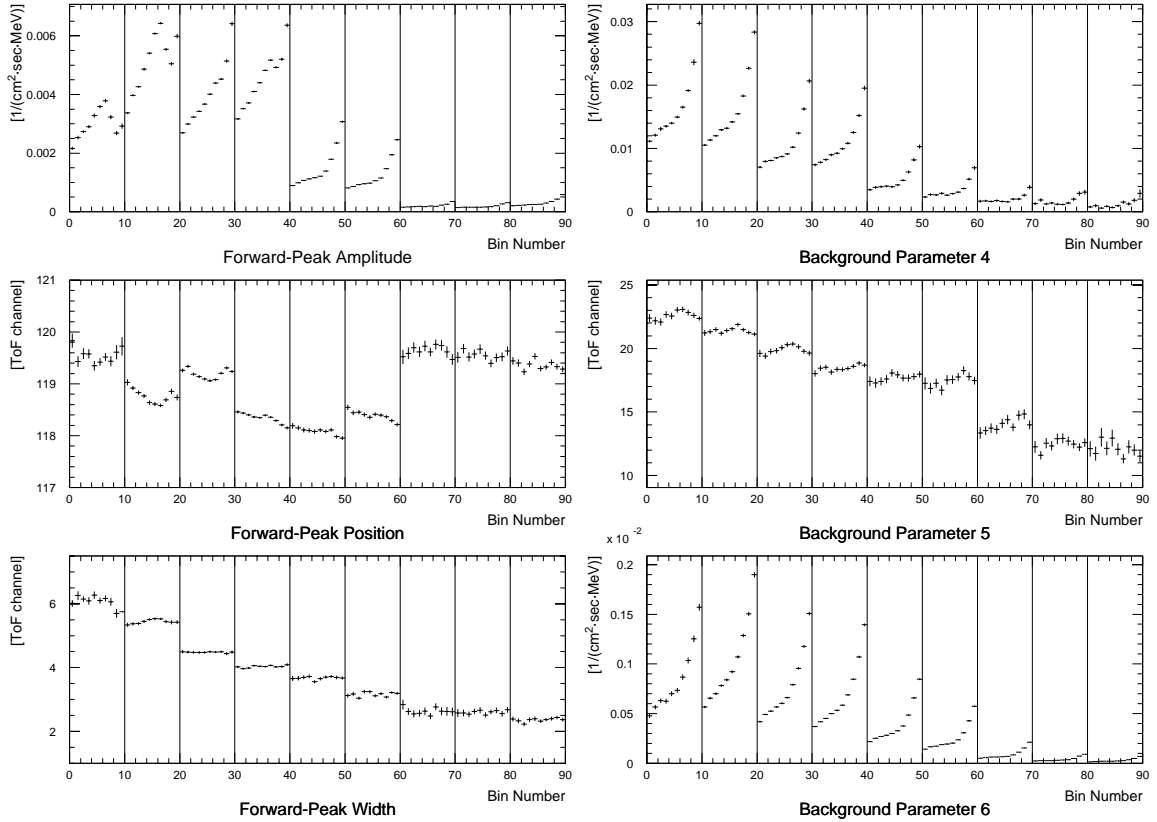 [1/(cm²·sec·MeV)]
0.006
0.004
0.002
0
0 10 20 30 40 50 60 70 80 90
Bin Number
Forward-Peak Amplitude
[1/(cm²·sec·MeV)]
0.03
0.02
0.01
0
0 10 20 30 40 50 60 70 80 90
Bin Number
Background Parameter 4
[ToF channel]
121
120
119
118
117
0 10 20 30 40 50 60 70 80 90
Bin Number
Forward-Peak Position
[ToF channel]
25
20
15
10
0 10 20 30 40 50 60 70 80 90
Bin Number
Background Parameter 5
[ToF channel]
6
4
2
0 10 20 30 40 50 60 70 80 90
Bin Number
Forward-Peak Width
x 10 -2
[1/(cm²·sec·MeV)]
0.2
0.15
0.1
0.05
0
0 10 20 30 40 50 60 70 80 90
Bin Number
Background Parameter 6